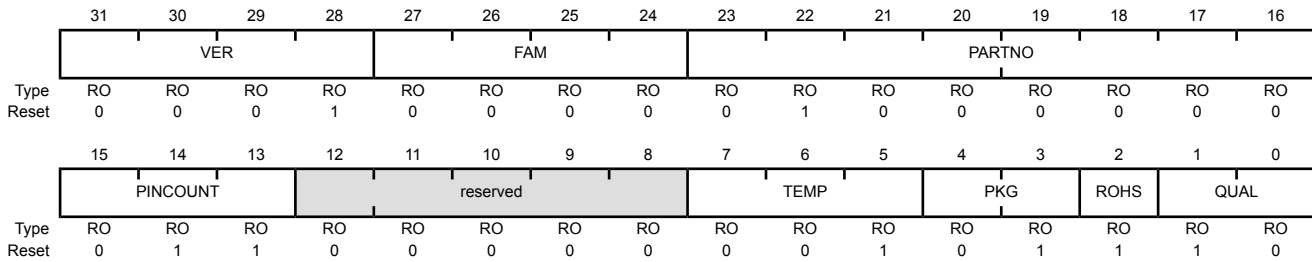 31 30 29 28 27 26 25 24 23 22 21 20 19 18 17 16
VER FAM PARTNO
Type RO RO RO RO RO RO RO RO RO RO RO RO RO RO RO RO
Reset 0 0 0 1 0 0 0 0 0 1 0 0 0 0 0 0
15 14 13 12 11 10 9 8 7 6 5 4 3 2 1 0
PINCOUNT reserved TEMP PKG ROHS QUAL
Type RO RO RO RO RO RO RO RO RO RO RO RO RO RO RO RO
Reset 0 1 1 0 0 0 0 0 0 0 1 0 1 1 1 0